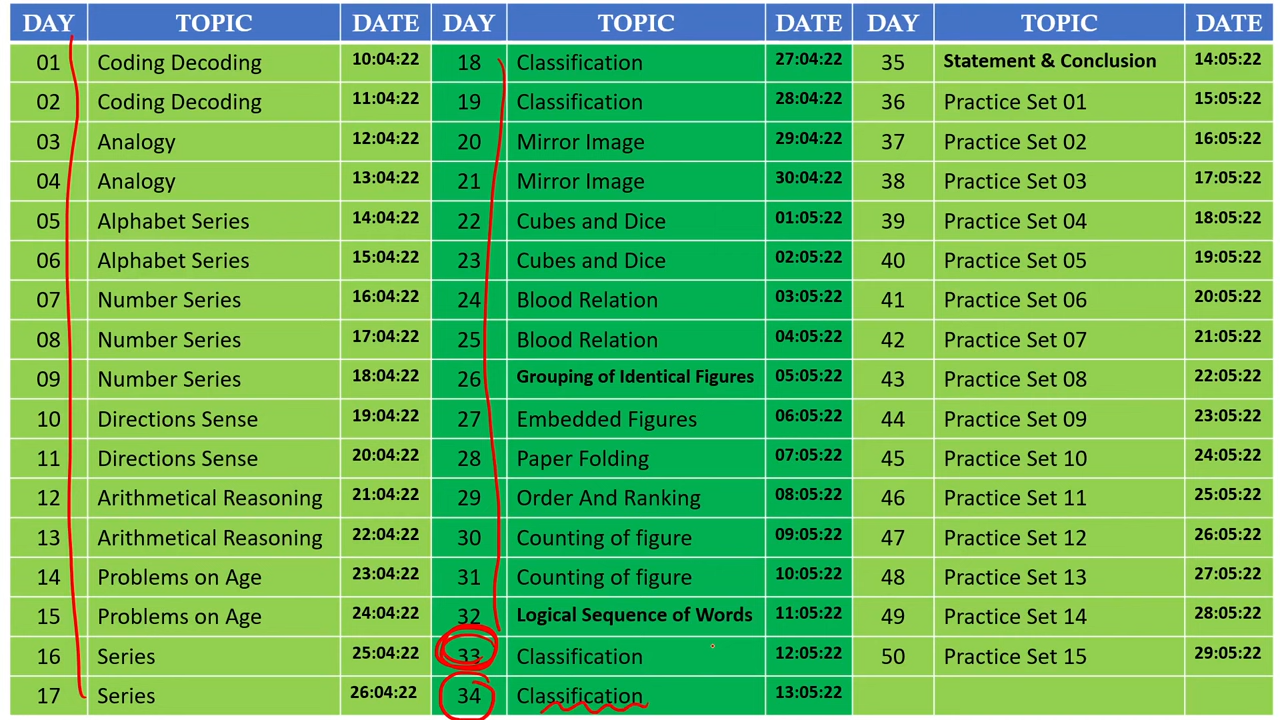 DAY TOPIC DATE DAY TOPIC DATE DAY TOPIC DATE
01 Coding Decoding 10:04:22 18 Classification 27:04:22 35 Statement & Conclusion 14:05:22
02 Coding Decoding 11:04:22 19 Classification 28:04:22 36 Practice Set 01 15:05:22
03 Analogy 12:04:22 20 Mirror Image 29:04:22 37 Practice Set 02 16:05:22
04 Analogy 13:04:22 21 Mirror Image 30:04:22 38 Practice Set 03 17:05:22
05 Alphabet Series 14:04:22 22 Cubes and Dice 01:05:22 39 Practice Set 04 18:05:22
06 Alphabet Series 15:04:22 23 Cubes and Dice 02:05:22 40 Practice Set 05 19:05:22
07 Number Series 16:04:22 24 Blood Relation 03:05:22 41 Practice Set 06 20:05:22
08 Number Series 17:04:22 25 Blood Relation 04:05:22 42 Practice Set 07 21:05:22
09 Number Series 18:04:22 26 Grouping of Identical Figures 05:05:22 43 Practice Set 08 22:05:22
10 Directions Sense 19:04:22 27 Embedded Figures 06:05:22 44 Practice Set 09 23:05:22
11 Directions Sense 20:04:22 28 Paper Folding 07:05:22 45 Practice Set 10 24:05:22
12 Arithmetical Reasoning 21:04:22 29 Order And Ranking 08:05:22 46 Practice Set 11 25:05:22
13 Arithmetical Reasoning 22:04:22 30 Counting of figure 09:05:22 47 Practice Set 12 26:05:22
14 Problems on Age 23:04:22 31 Counting of figure 10:05:22 48 Practice Set 13 27:05:22
15 Problems on Age 24:04:22 32 Logical Sequence of Words 11:05:22 49 Practice Set 14 28:05:22
16 Series 25:04:22 33 Classification 12:05:22 50 Practice Set 15 29:05:22
17 Series 26:04:22 34 Classification 13:05:22